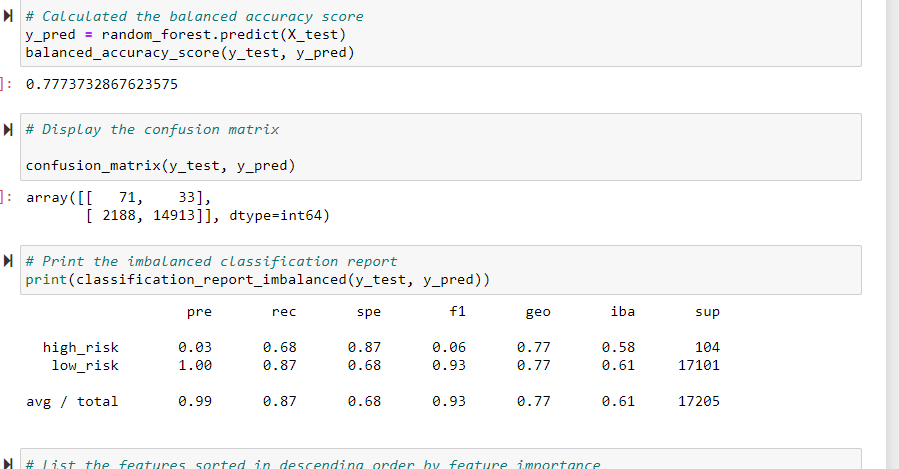 # Calculated the balanced accuracy score
y_pred = random_forest.predict(X_test)
balanced_accuracy_score(y_test, y_pred)
]: 0.7773732867623575
# Display the confusion matrix
confusion_matrix(y_test, y_pred)
]: array([[   71,    33],
       [ 2188, 14913]], dtype=int64)
# Print the imbalanced classification report
print(classification_report_imbalanced(y_test, y_pred))
pre rec spe f1 geo iba sup
high_risk 0.03 0.68 0.87 0.06 0.77 0.58 104
low_risk 1.00 0.87 0.68 0.93 0.77 0.61 17101
avg / total 0.99 0.87 0.68 0.93 0.77 0.61 17205
# List the features sorted in descending order by feature importance